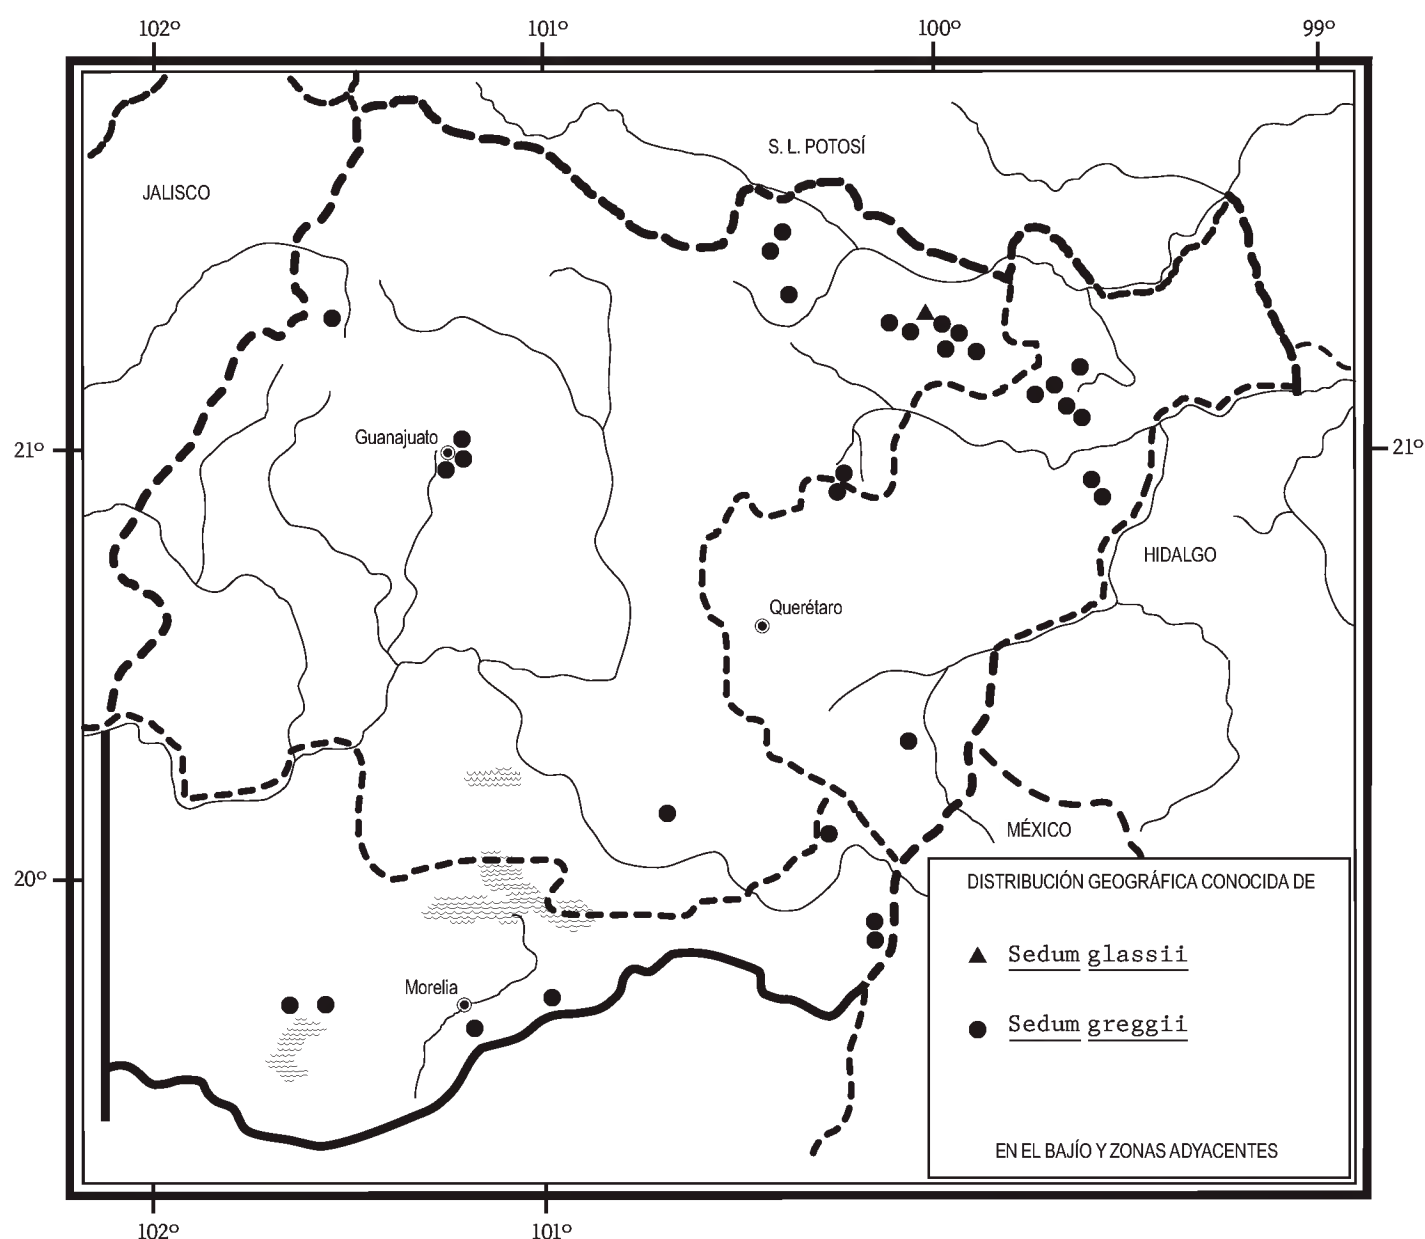 102º 101º 100º 99º
S. L. POTOSÍ
JALISCO
Guanajuato
21º 21º
HIDALGO
Querétaro
MÉXICO
20º
DISTRIBUCIÓN GEOGRÁFICA CONOCIDA DE
Sedum glassii
Morelia
Sedum greggii
EN EL BAJÍO Y ZONAS ADYACENTES
102º 101º